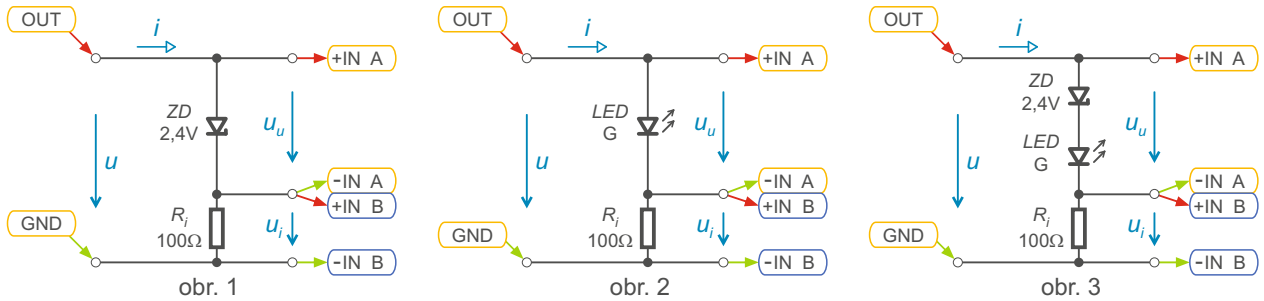 OUT
i
+IN A
ZD
2,4V
u
u_u
-IN A
+IN B
GND
R_i
100Ω
u_i
-IN B
obr. 1
OUT
i
+IN A
LED
G
u
u_u
-IN A
+IN B
GND
R_i
100Ω
u_i
-IN B
obr. 2
OUT
i
+IN A
ZD
2,4V
LED
G
u
u_u
-IN A
+IN B
GND
R_i
100Ω
u_i
-IN B
obr. 3